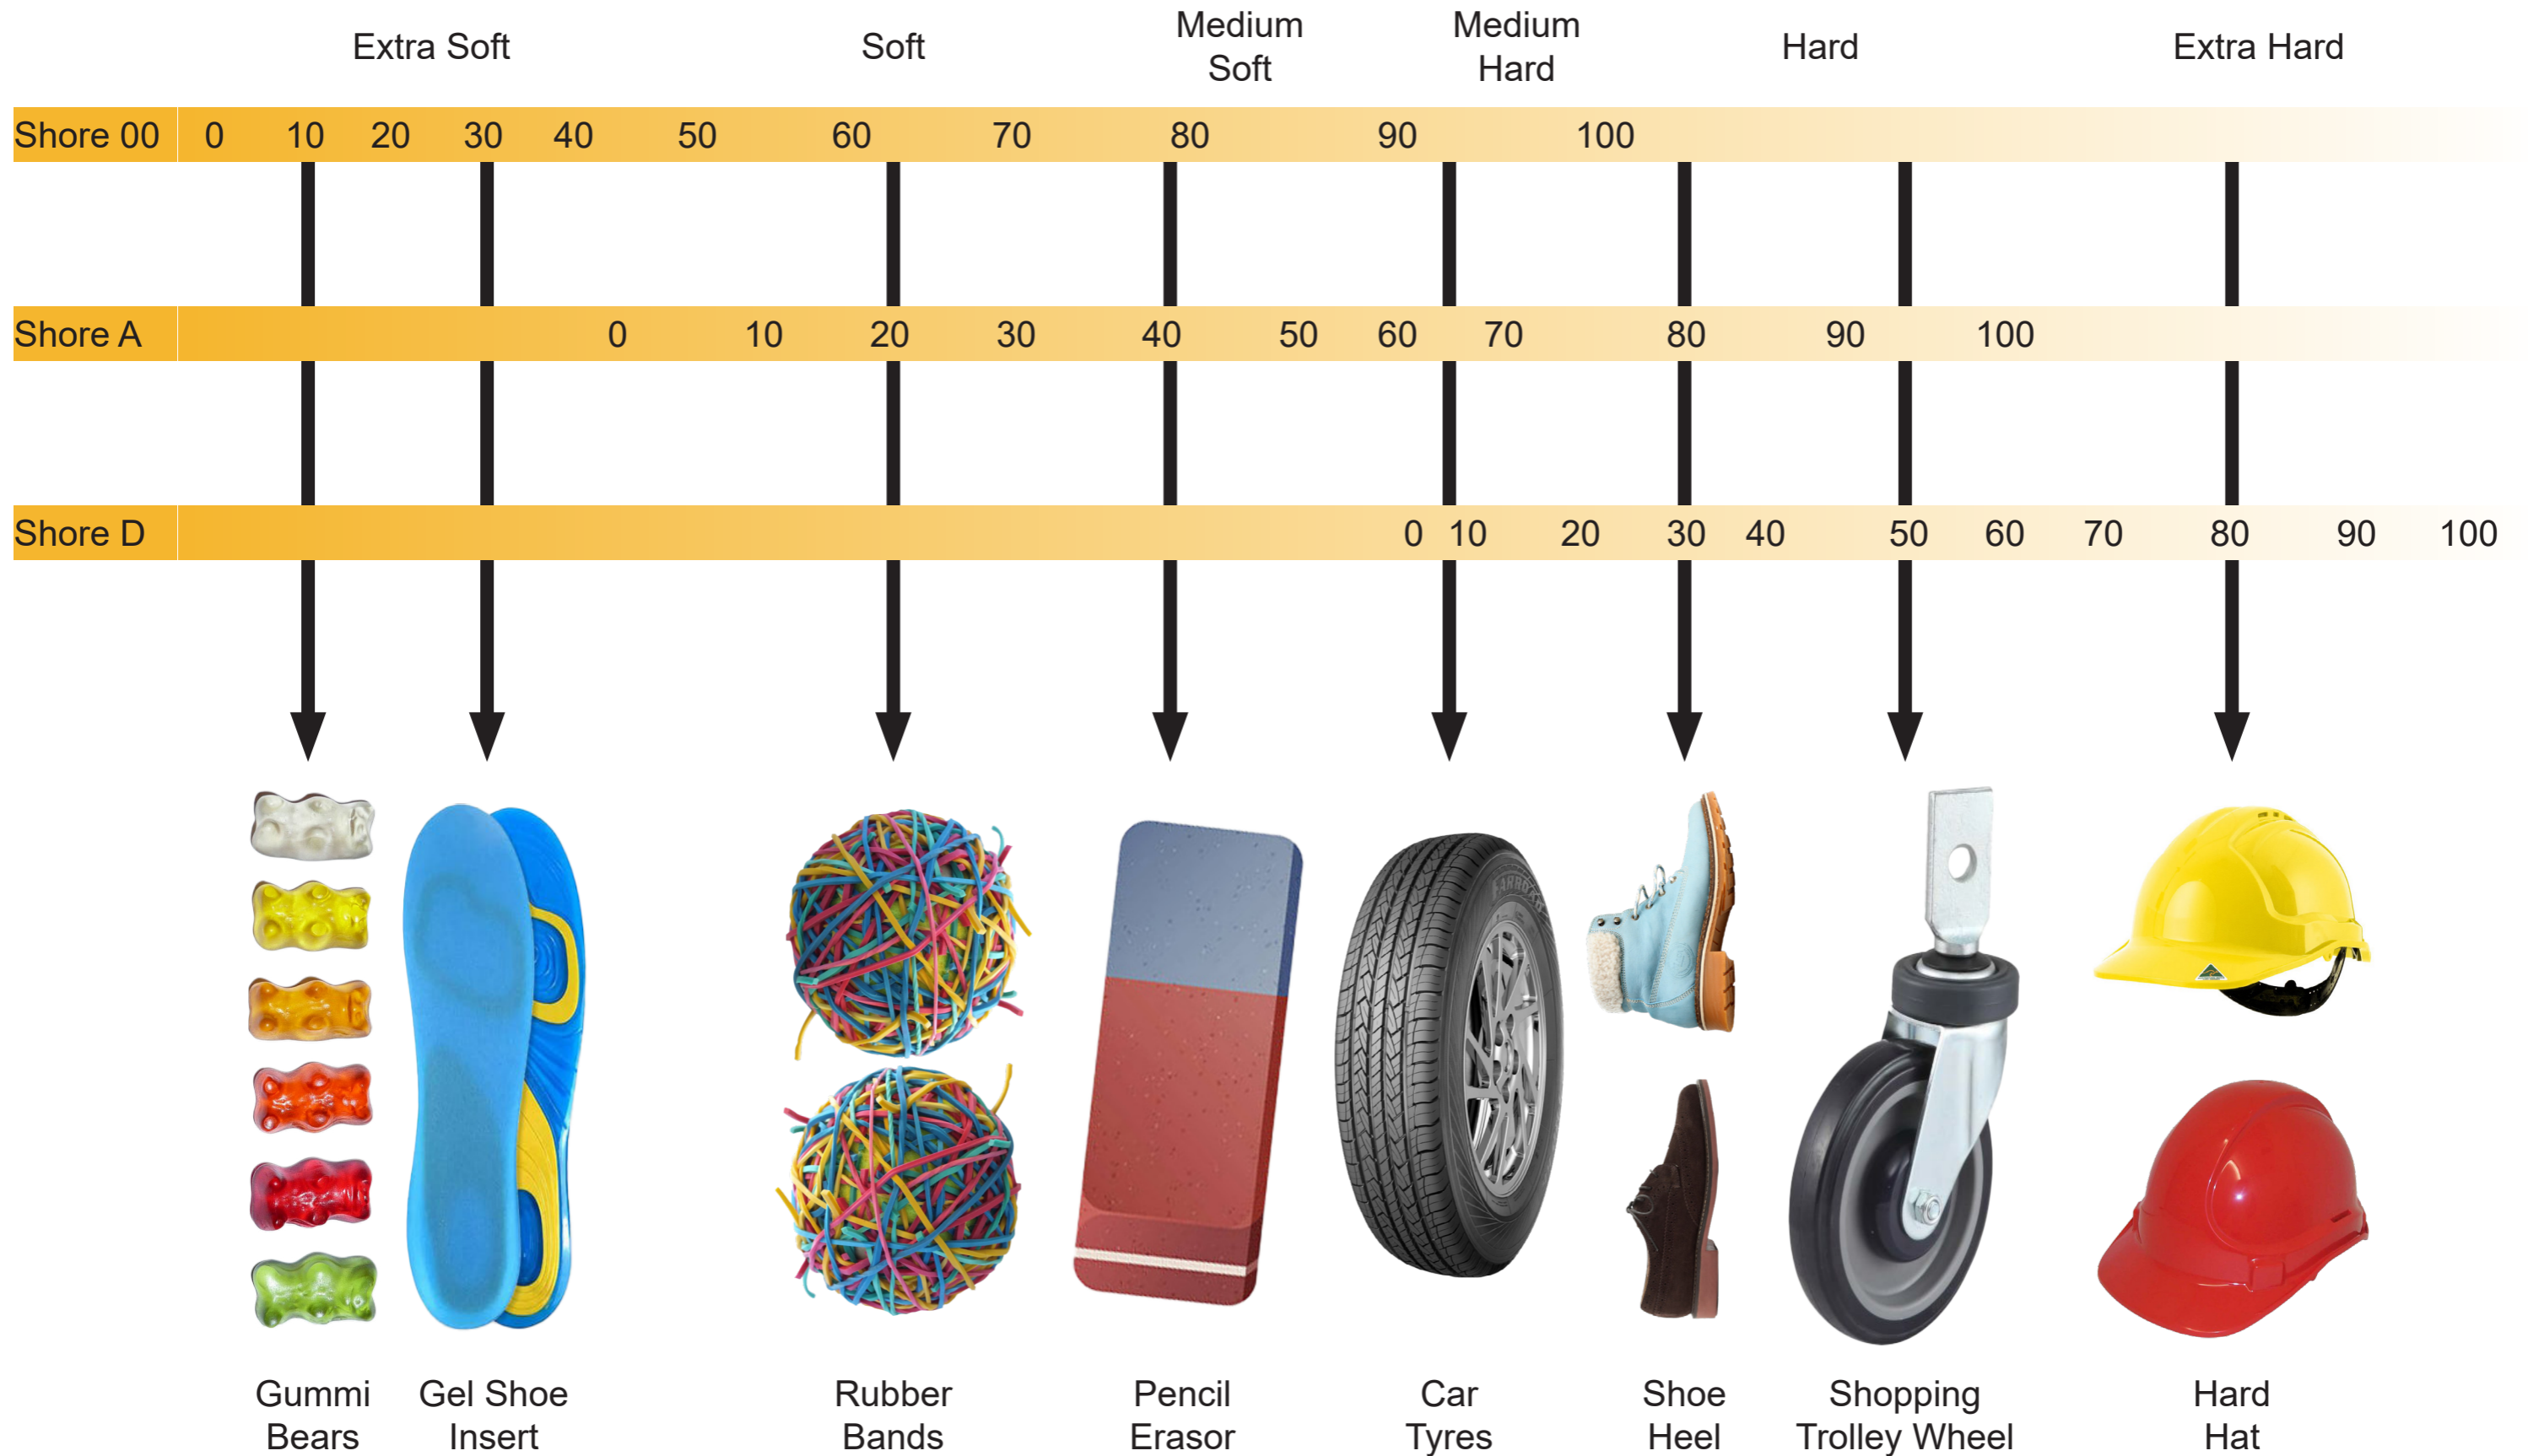 Extra Soft
Soft
Medium
Soft
Medium
Hard
Hard
Extra Hard
Shore 00 0 10 20 30 40 50 60 70 80 90 100
Shore A 0 10 20 30 40 50 60 70 80 90 100
Shore D 0 10 20 30 40 50 60 70 80 90 100
Gummi
Bears
Gel Shoe
Insert
Rubber
Bands
Pencil
Erasor
Car
Tyres
Shoe
Heel
Shopping
Trolley Wheel
Hard
Hat